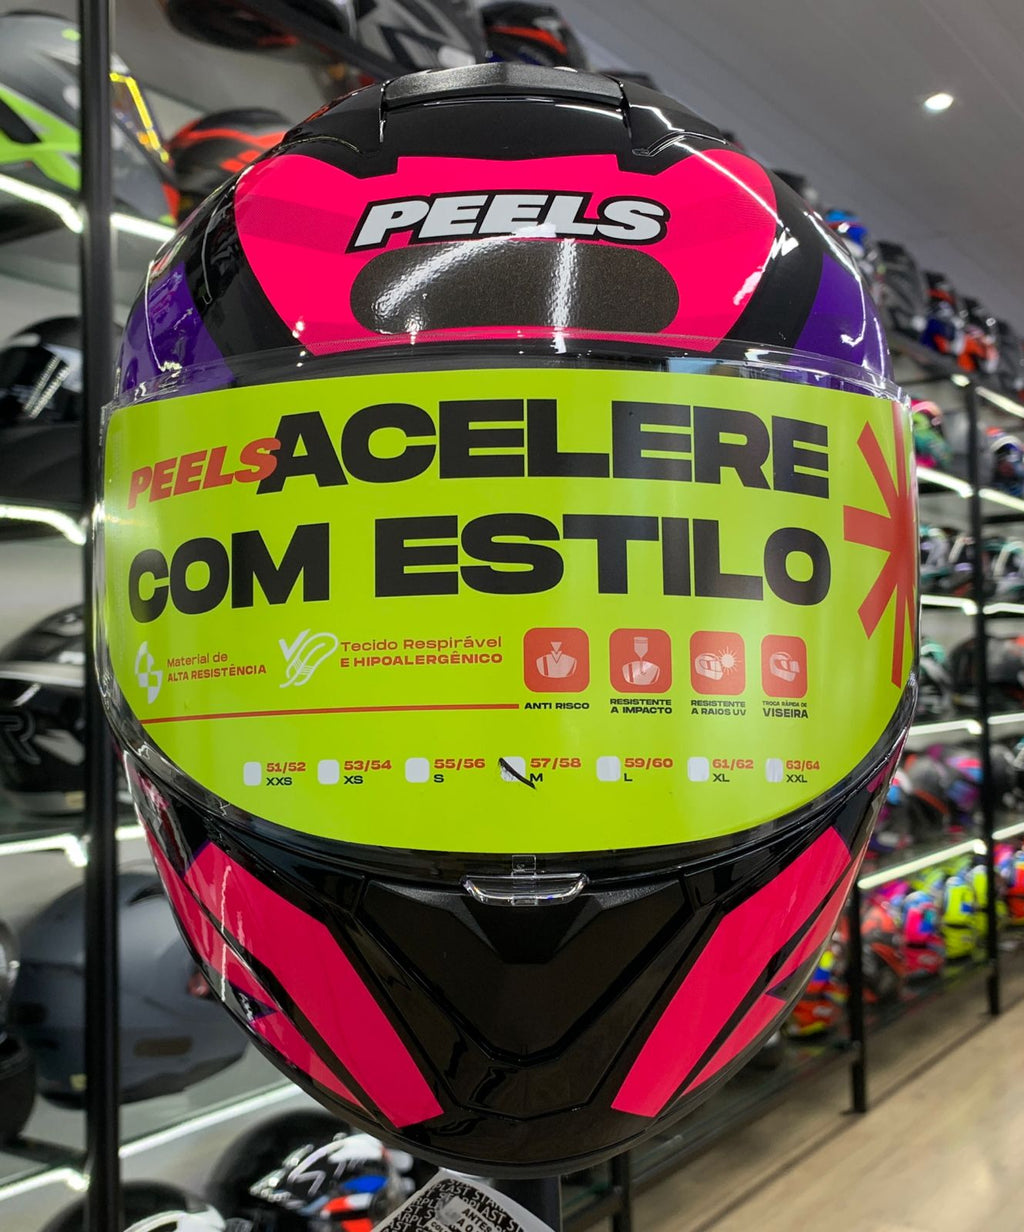 PEELS
PEELS ACELERE
COM ESTILO
Material de
ALTA RESISTÊNCIA
Tecido Respirável
E HIPOALERGÊNICO
ANTI RISCO
RESISTENTE
A IMPACTO
RESISTENTE
A RAIOS UV
TROCA RÁPIDA DE
VISEIRA
51/52
XXS
53/54
XS
55/56
S
57/58
M
59/60
L
61/62
XL
63/64
XXL
ANTES